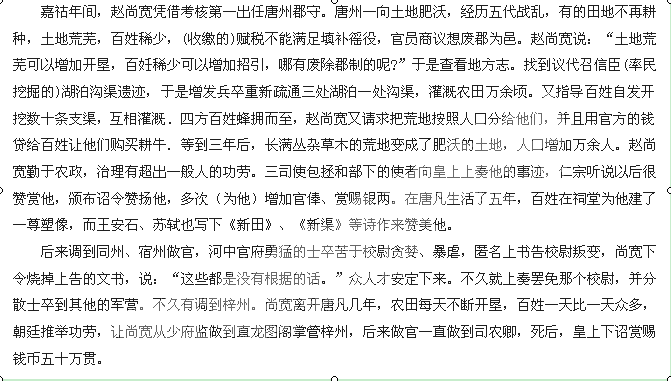 嘉祜年间，赵尚宽凭借考核第一出任唐州郡守。唐州一向土地肥沃，经历五代战乱，有的田地不再耕
种，土地荒芜，百姓稀少，(收缴的)赋税不能满足填补徭役，官员商议想废郡为邑。赵尚宽说：“土地荒
芜可以增加开垦，百姓稀少可以增加招引，哪有废除郡制的呢?”于是查看地方志。找到议代召信臣(率民
挖掘的)湖泊沟渠遗迹，于是增发兵卒重新疏通三处湖泊一处沟渠，灌溉农田万余顷。又指导百姓自发开
挖数十条支渠，互相灌溉．四方百姓蜂拥而至，赵尚宽又请求把荒地按照人口分给他们，并且用官方的钱
贷给百姓让他们购买耕牛．等到三年后，长满丛杂草木的荒地变成了肥沃的土地，人口增加万余人。赵尚
宽勤于农政，治理有超出一般人的功劳。三司使包拯和部下的使者向皇上上奏他的事迹，仁宗听说以后很
赞赏他，颁布诏令赞扬他，多次（为他）增加官俸、赏赐银两。在唐凡生活了五年，百姓在祠堂为他建了
一尊塑像，而王安石、苏轼也写下《新田》、《新渠》等诗作来赞美他。
后来调到同州、宿州做官，河中官府勇猛的士卒苦于校尉贪婪、暴虐，匿名上书告校尉叛变，尚宽下
令烧掉上告的文书，说：“这些都是没有根据的话。”众人才安定下来。不久就上奏罢免那个校尉，并分
散士卒到其他的军营。不久有调到梓州。尚宽离开唐凡几年，农田每天不断开垦，百姓一天比一天众多，
朝廷推举功劳，让尚宽从少府监做到直龙图阁掌管梓州，后来做官一直做到司农卿，死后，皇上下诏赏赐
钱币五十万贯。